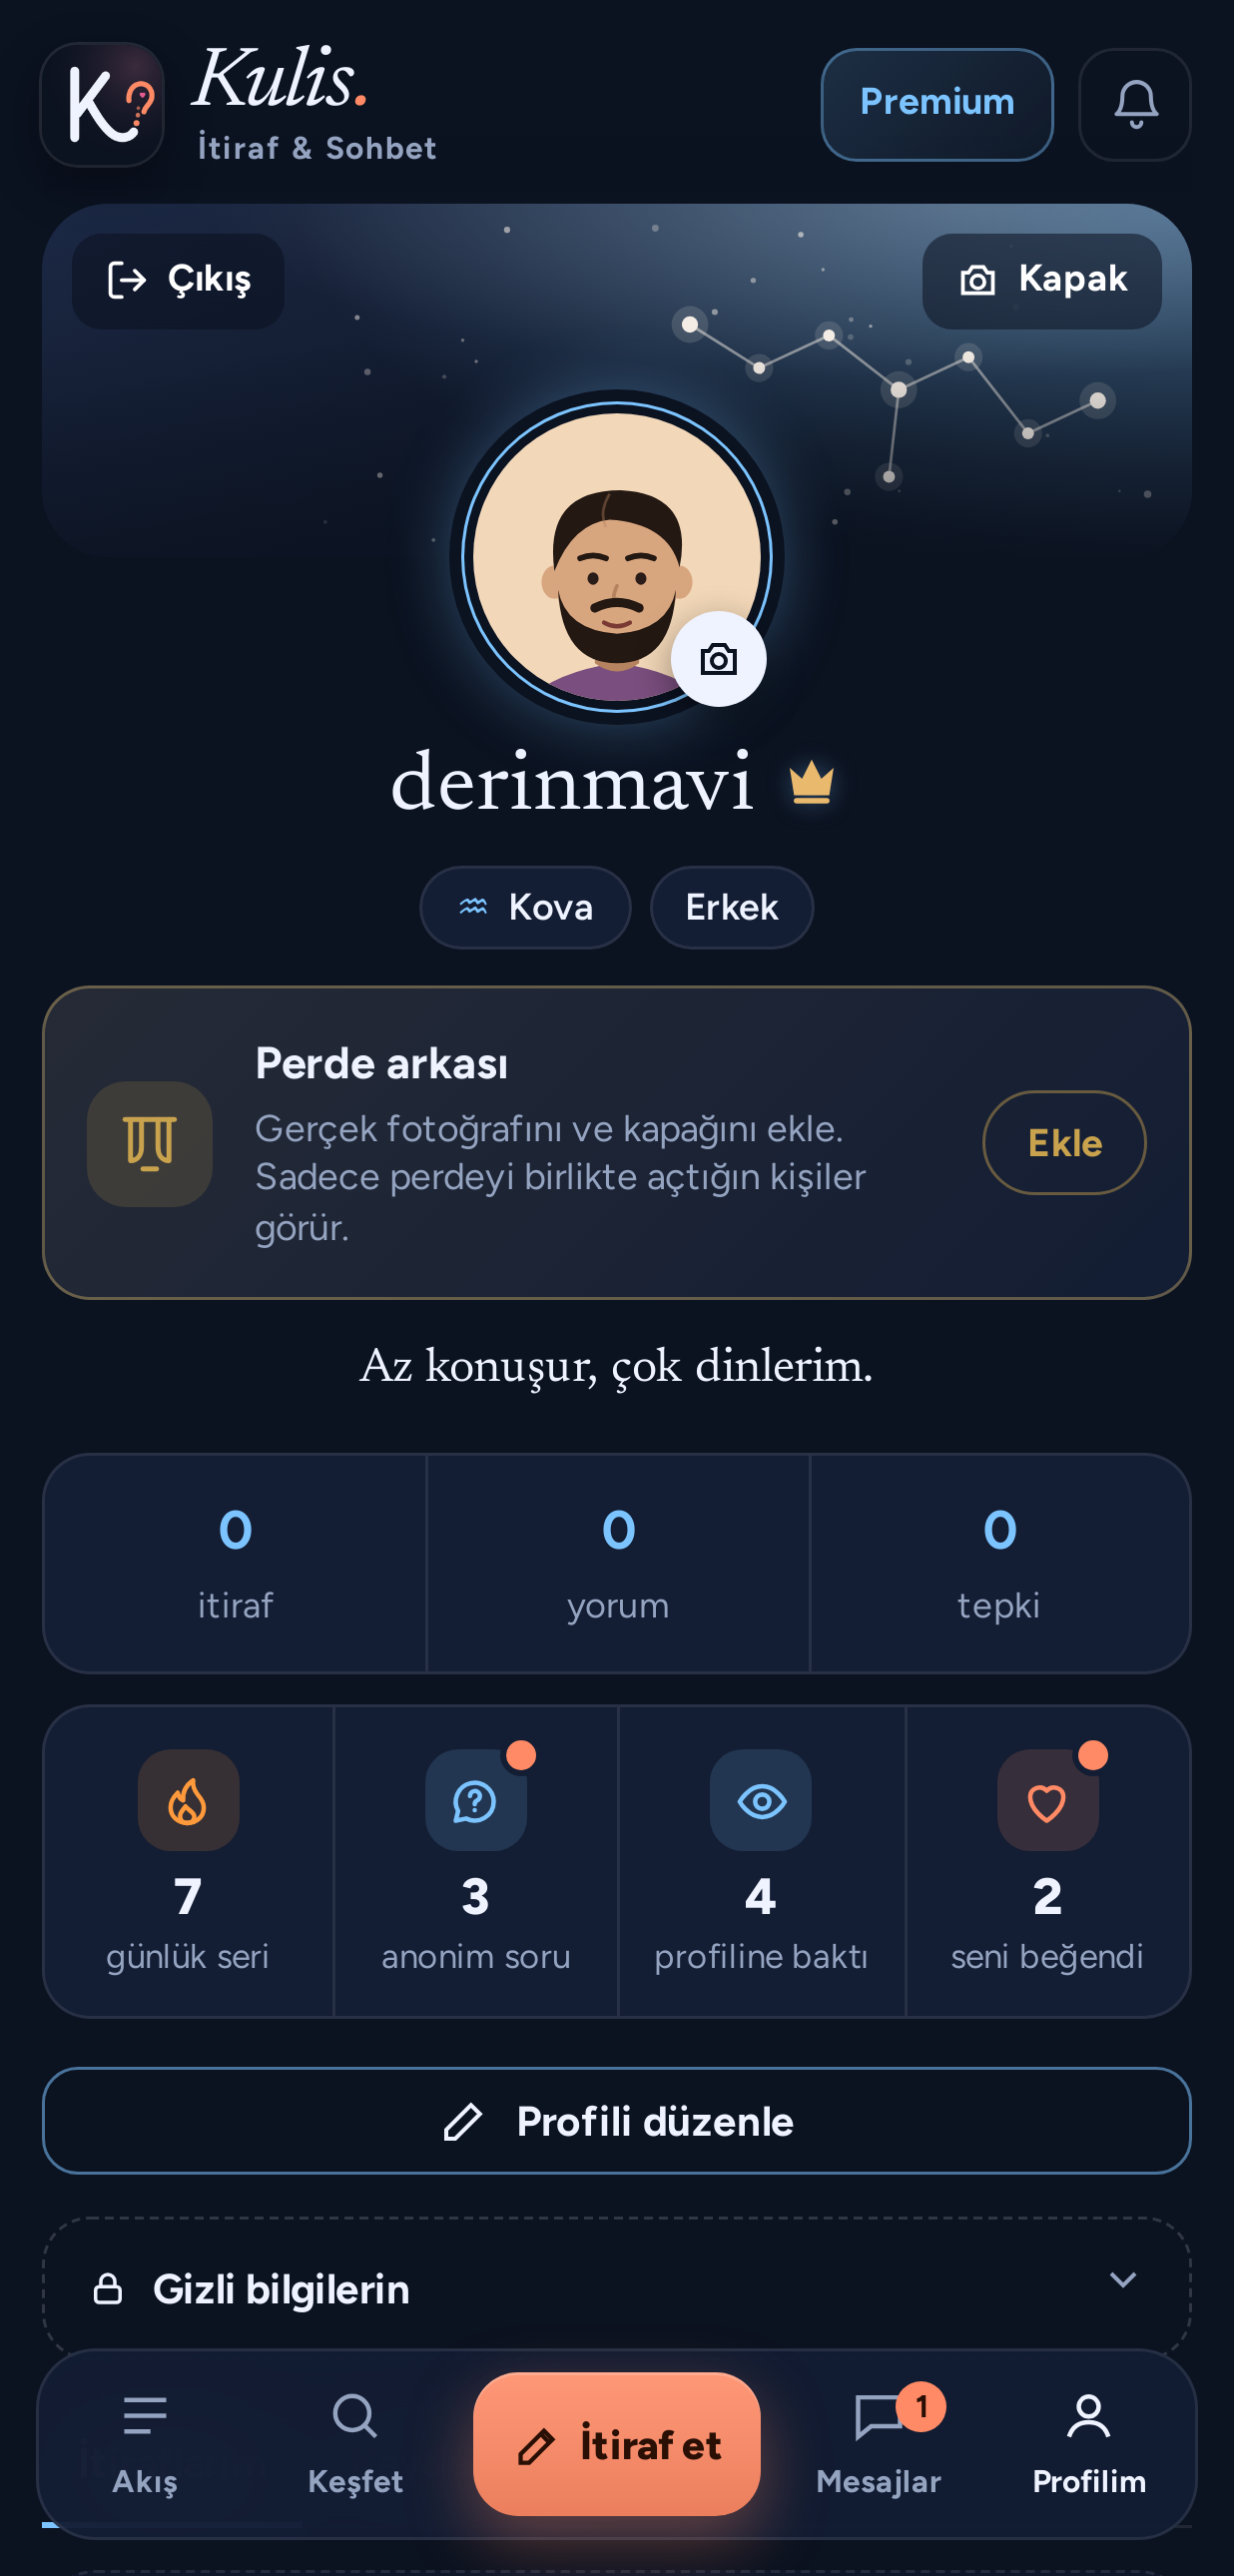 Kulis.
İtiraf & Sohbet
Premium
Çıkış
Kapak
derinmavi
Kova
Erkek
Perde arkası
Gerçek fotoğrafını ve kapağını ekle.
Sadece perdeyi birlikte açtığın kişiler
görür.
Ekle
Az konuşur, çok dinlerim.
0
itiraf
0
yorum
0
tepki
7
günlük seri
3
anonim soru
4
profiline baktı
2
seni beğendi
Profili düzenle
Gizli bilgilerin
Akış
Keşfet
İtiraf et
1
Mesajlar
Profilim